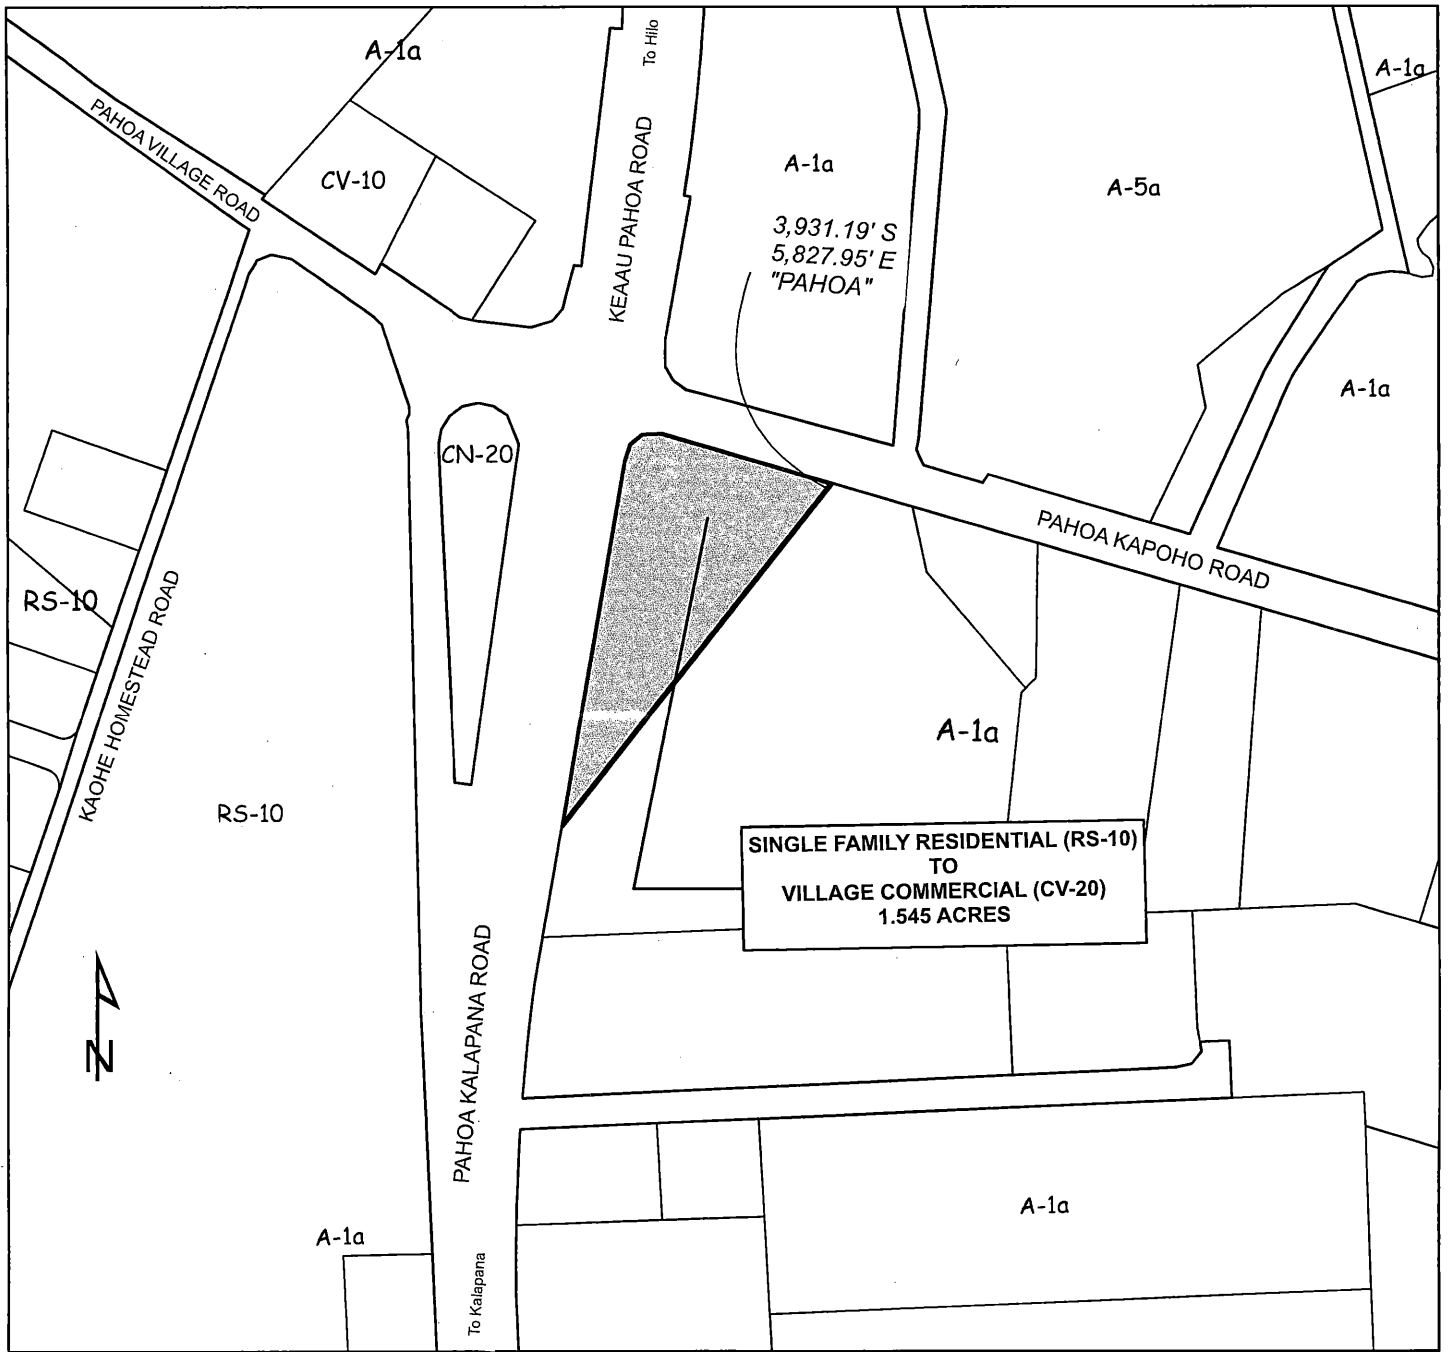 A-1a
To Hilo
A-1a
PAHOA VILLAGE ROAD
CV-10
KEAAU PAHOA ROAD
A-1a
A-5a
3,931.19' S
5,827.95' E
"PAHOA"
A-1a
CN-20
PAHOA KAPOHO ROAD
RS-10
KAOHE HOMESTEAD ROAD
RS-10
A-1a
SINGLE FAMILY RESIDENTIAL (RS-10)
TO
VILLAGE COMMERCIAL (CV-20)
1.545 ACRES
N
PAHOA KALAPANA ROAD
A-1a
A-1a
To Kalapana